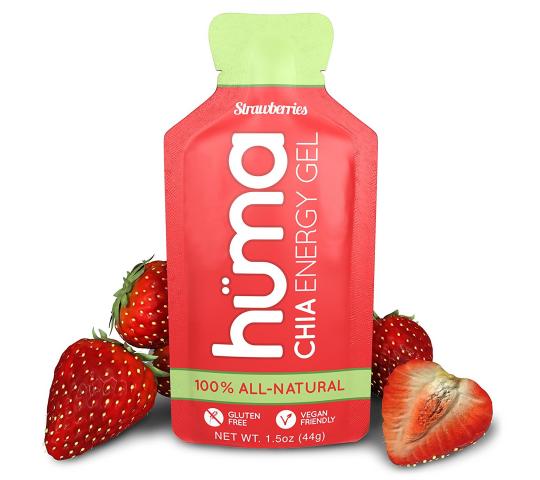 Strawberries
hüma
CHIA ENERGY GEL
100% ALL-NATURAL
GLUTEN
FREE
V
VEGAN
FRIENDLY
NET WT. 1.5oz (44g)